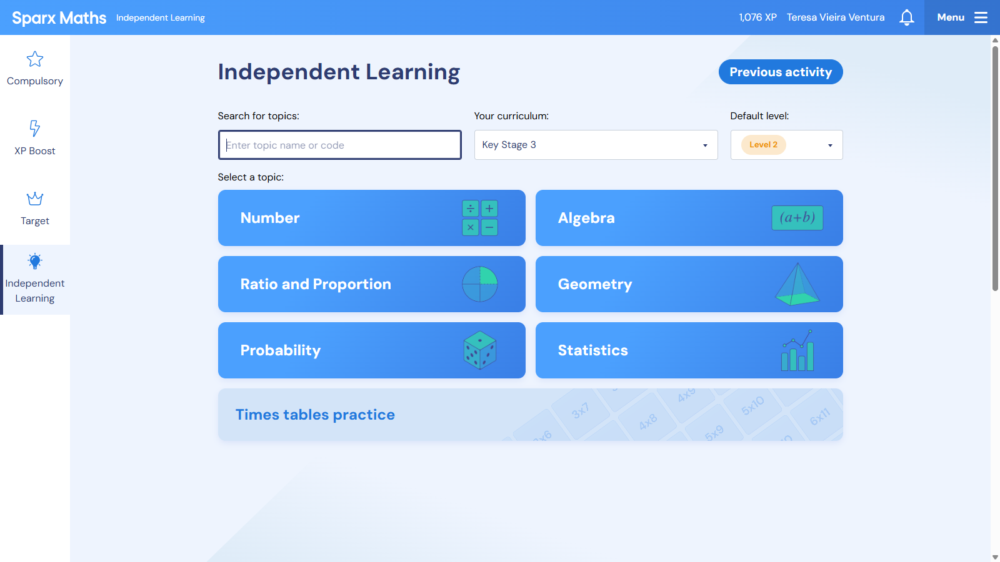 Sparx Maths
Independent Learning
1,076 XP
Teresa Vieira Ventura
Menu
Compulsory
XP Boost
Target
Independent
Learning
Independent Learning
Previous activity
Search for topics:
Your curriculum:
Default level:
Enter topic name or code
Key Stage 3
Level 2
Select a topic:
Number
÷ +
× −
Algebra
(a+b)
Ratio and Proportion
Geometry
Probability
Statistics
Times tables practice
3x7
4x9
4x8
5x10
5x9
6x11